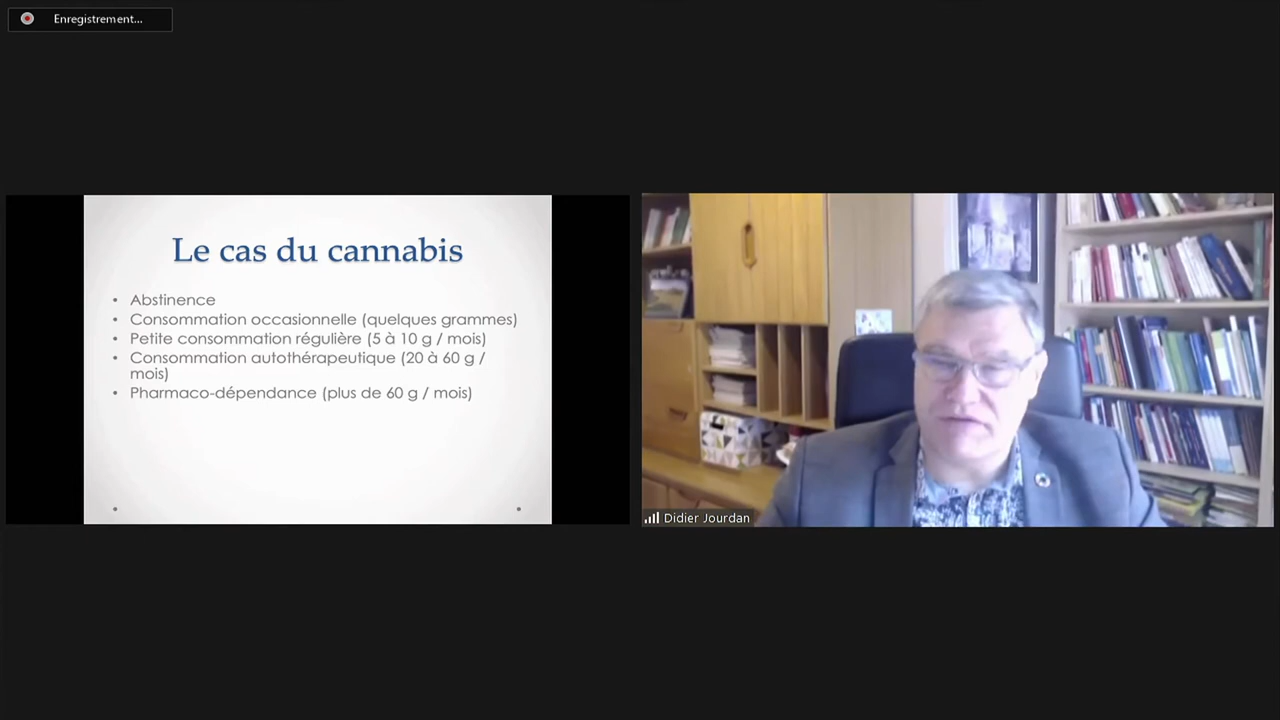 Enregistrement...
Le cas du cannabis
• Abstinence
• Consommation occasionnelle (quelques grammes)
• Petite consommation régulière (5 à 10 g / mois)
• Consommation autothérapeutique (20 à 60 g /
mois)
• Pharmaco-dépendance (plus de 60 g / mois)
Didier Jourdan